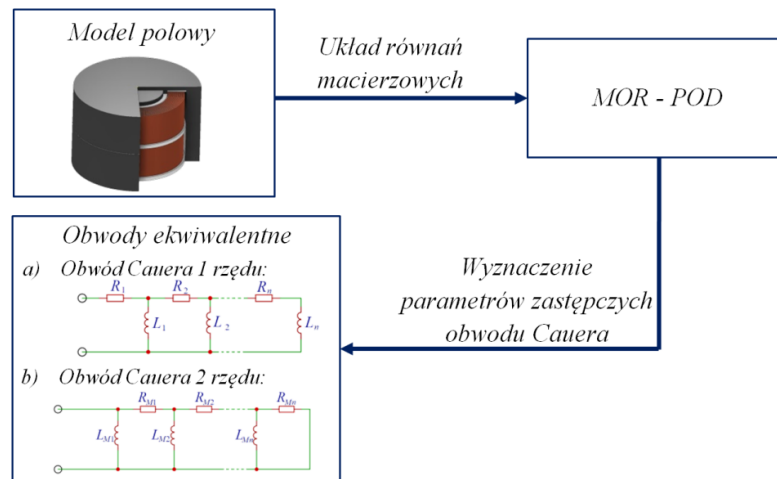 Model polowy
Układ równań
macierzowych
MOR - POD
Wyznaczenie
parametrów zastępczych
obwodu Cauera
Obwody ekwiwalentne
a) Obwód Cauera 1 rzędu:
R1 R2 Rn
L1 L2 Ln
b) Obwód Cauera 2 rzędu:
RM1 RM2 RMn
LM1 LM2 LMn